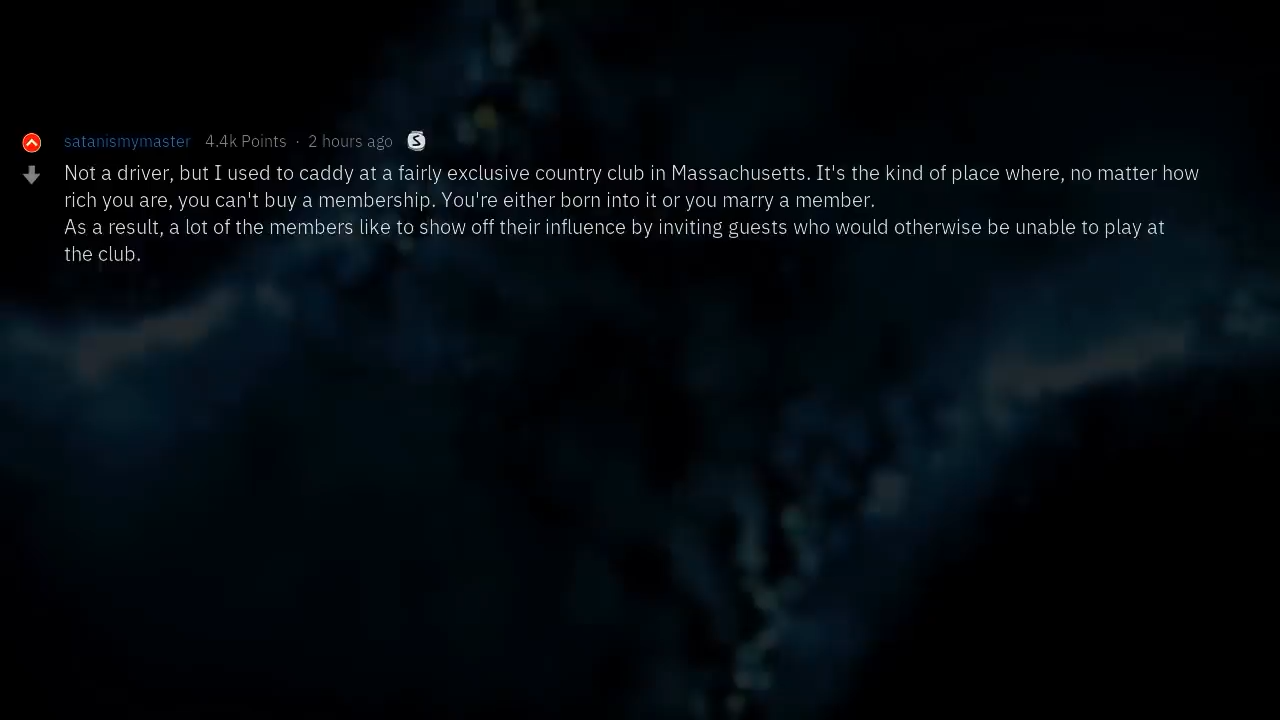 satanismymaster 4.4k Points · 2 hours ago S
Not a driver, but I used to caddy at a fairly exclusive country club in Massachusetts. It's the kind of place where, no matter how
rich you are, you can't buy a membership. You're either born into it or you marry a member.
As a result, a lot of the members like to show off their influence by inviting guests who would otherwise be unable to play at
the club.